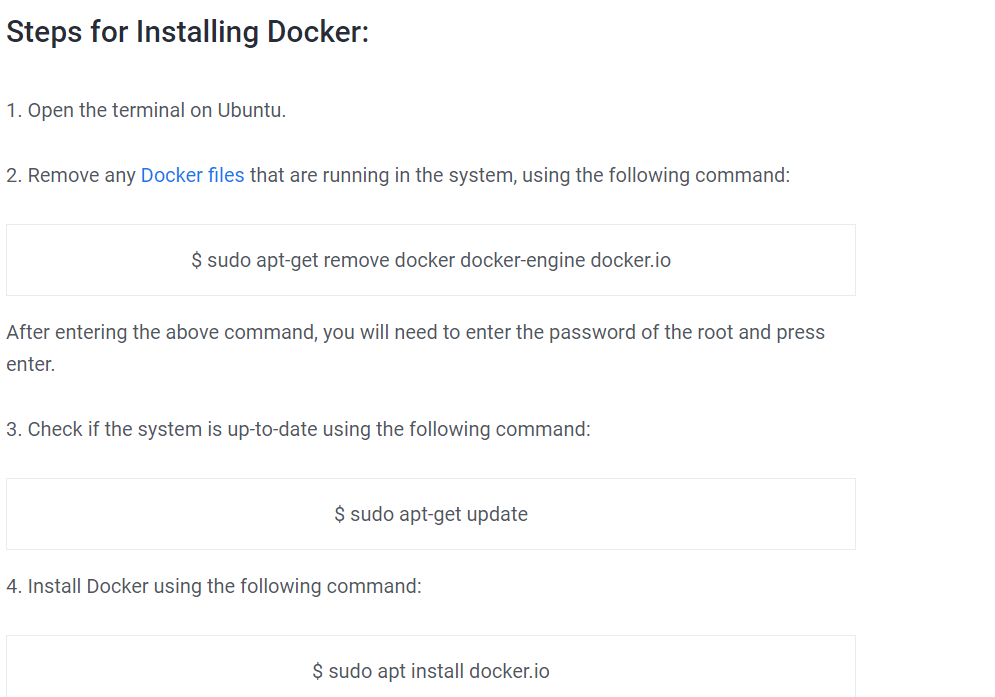 Steps for Installing Docker:
1. Open the terminal on Ubuntu.
2. Remove any Docker files that are running in the system, using the following command:
$ sudo apt-get remove docker docker-engine docker.io
After entering the above command, you will need to enter the password of the root and press
enter.
3. Check if the system is up-to-date using the following command:
$ sudo apt-get update
4. Install Docker using the following command:
$ sudo apt install docker.io